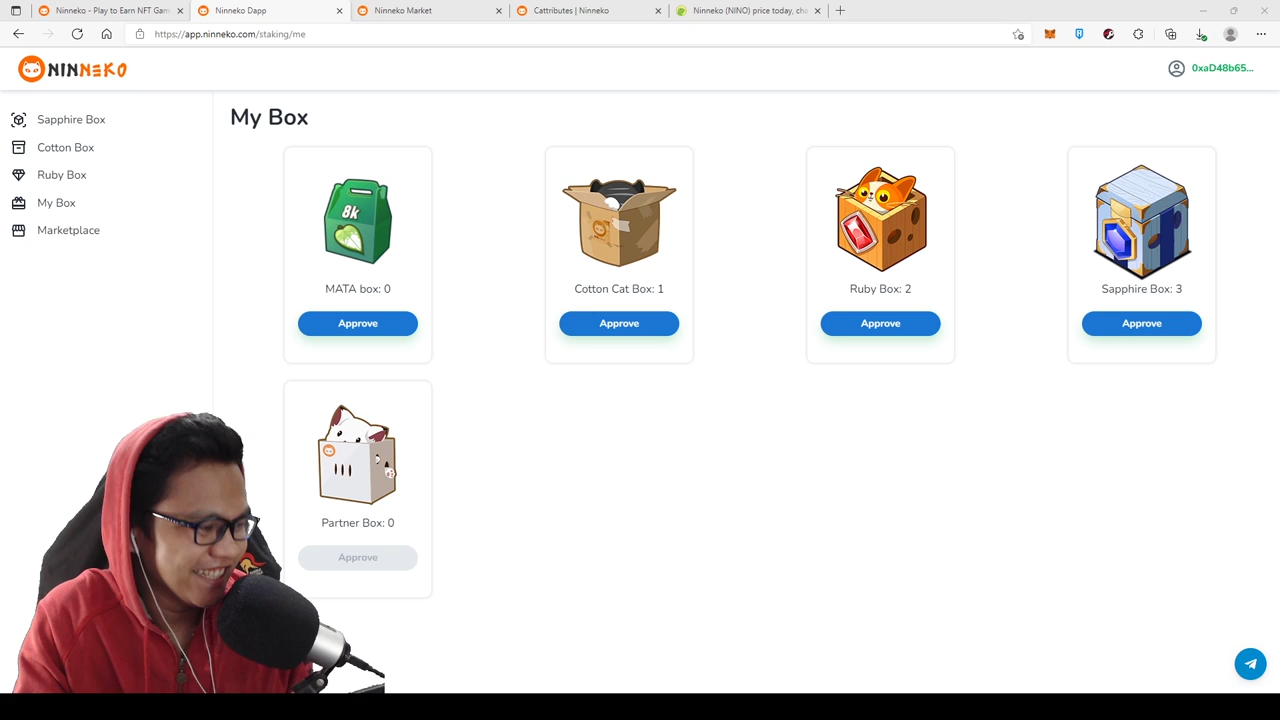 Ninneko - Play to Earn NFT Gam
Ninneko Dapp
Ninneko Market
Cattributes | Ninneko
Ninneko (NINO) price today, cha
https://app.ninneko.com/staking/me
NINNEKO
0xaD48b65...
Sapphire Box
Cotton Box
Ruby Box
My Box
Marketplace
My Box
8k
MATA box: 0
Cotton Cat Box: 1
Ruby Box: 2
Sapphire Box: 3
Approve
Approve
Approve
Approve
Partner Box: 0
Approve